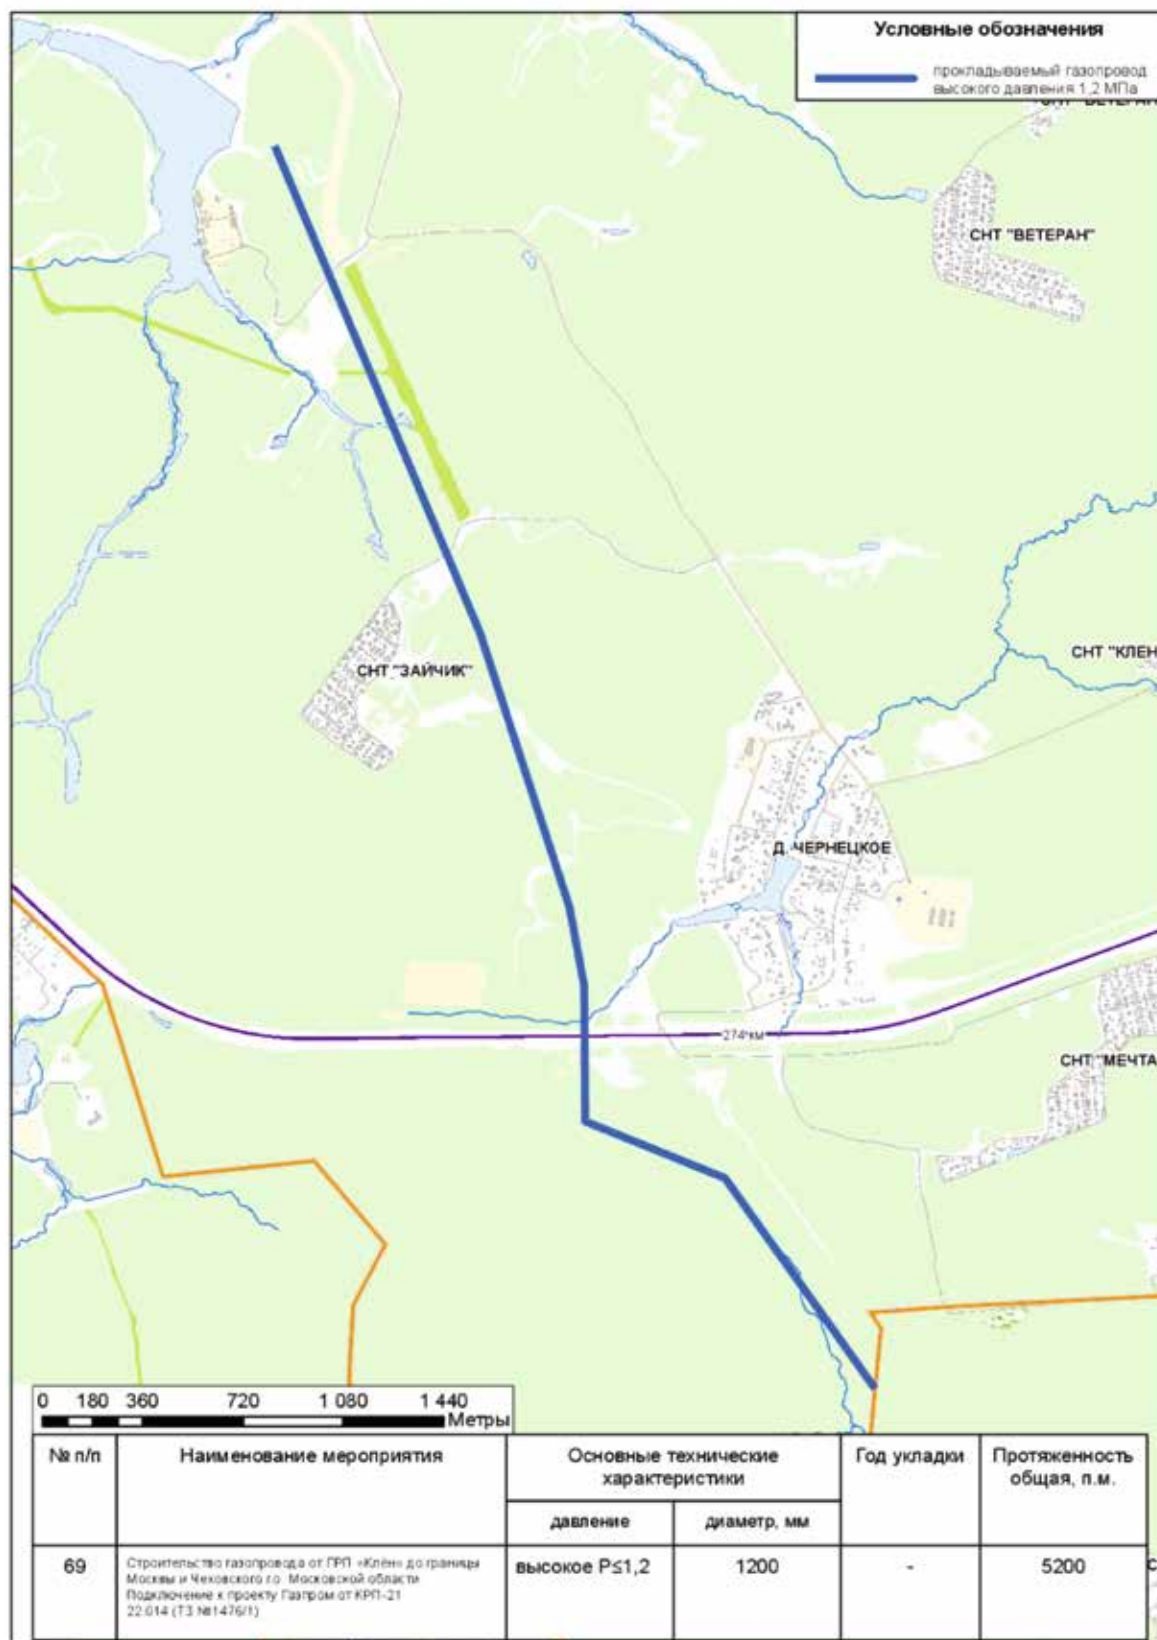 Условные обозначения
прокладываемый газопровод
высокого давления 1,2 МПа
СНТ "ВЕТЕРАН"
СНТ "КЛЕН
СНТ "ЗАЙЧИК"
Д. ЧЕРНЕЦКОЕ
274 км
СНТ "МЕЧТА
0 180 360 720 1 080 1 440
Метры
№ п/п Наименование мероприятия Основные технические характеристики Год укладки Протяженность общая, п.м.
давление диаметр, мм
69 Строительство газопровода от ГРП «Клён» до границы
Москвы и Чеховского г.о. Московской области
Подключение к проекту Газпром от КРП-21
22.014 (ТЗ №1476/1)
высокое P≤1,2 1200 - 5200